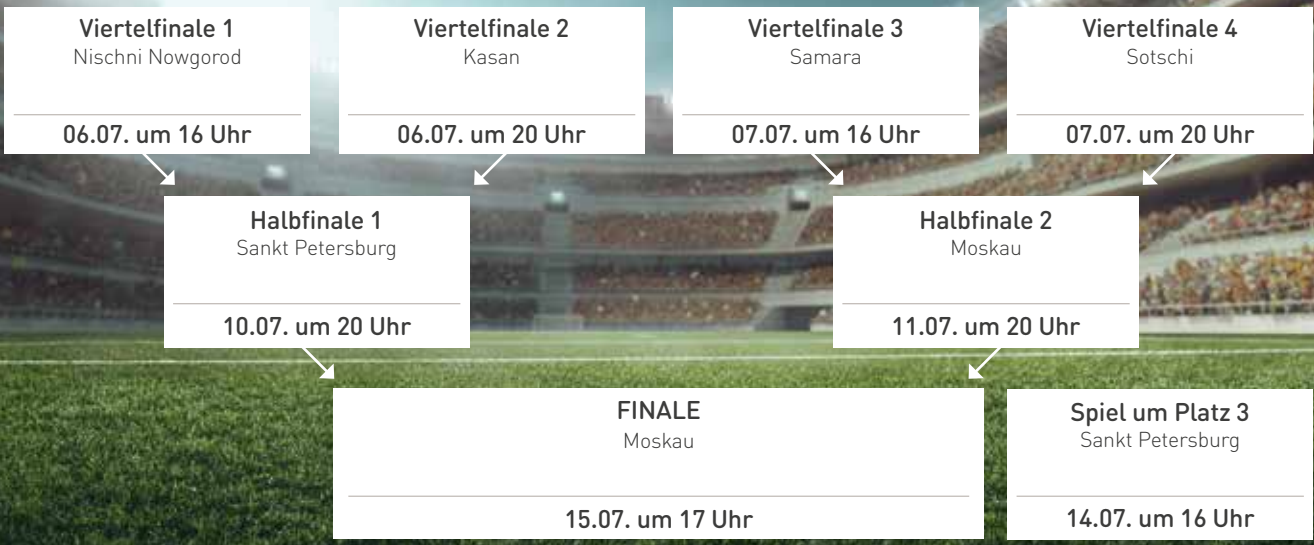 Viertelfinale 1
Nischni Nowgorod
06.07. um 16 Uhr
Viertelfinale 2
Kasan
06.07. um 20 Uhr
Viertelfinale 3
Samara
07.07. um 16 Uhr
Viertelfinale 4
Sotschi
07.07. um 20 Uhr
Halbfinale 1
Sankt Petersburg
10.07. um 20 Uhr
Halbfinale 2
Moskau
11.07. um 20 Uhr
FINALE
Moskau
15.07. um 17 Uhr
Spiel um Platz 3
Sankt Petersburg
14.07. um 16 Uhr